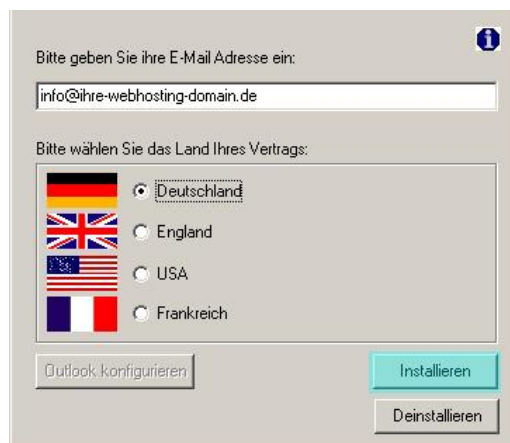 Bitte geben Sie ihre E-Mail Adresse ein:
info@ihre-webhosting-domain.de
Bitte wählen Sie das Land Ihres Vertrags:
Deutschland
England
USA
Frankreich
Outlook konfigurieren
Installieren
Deinstallieren